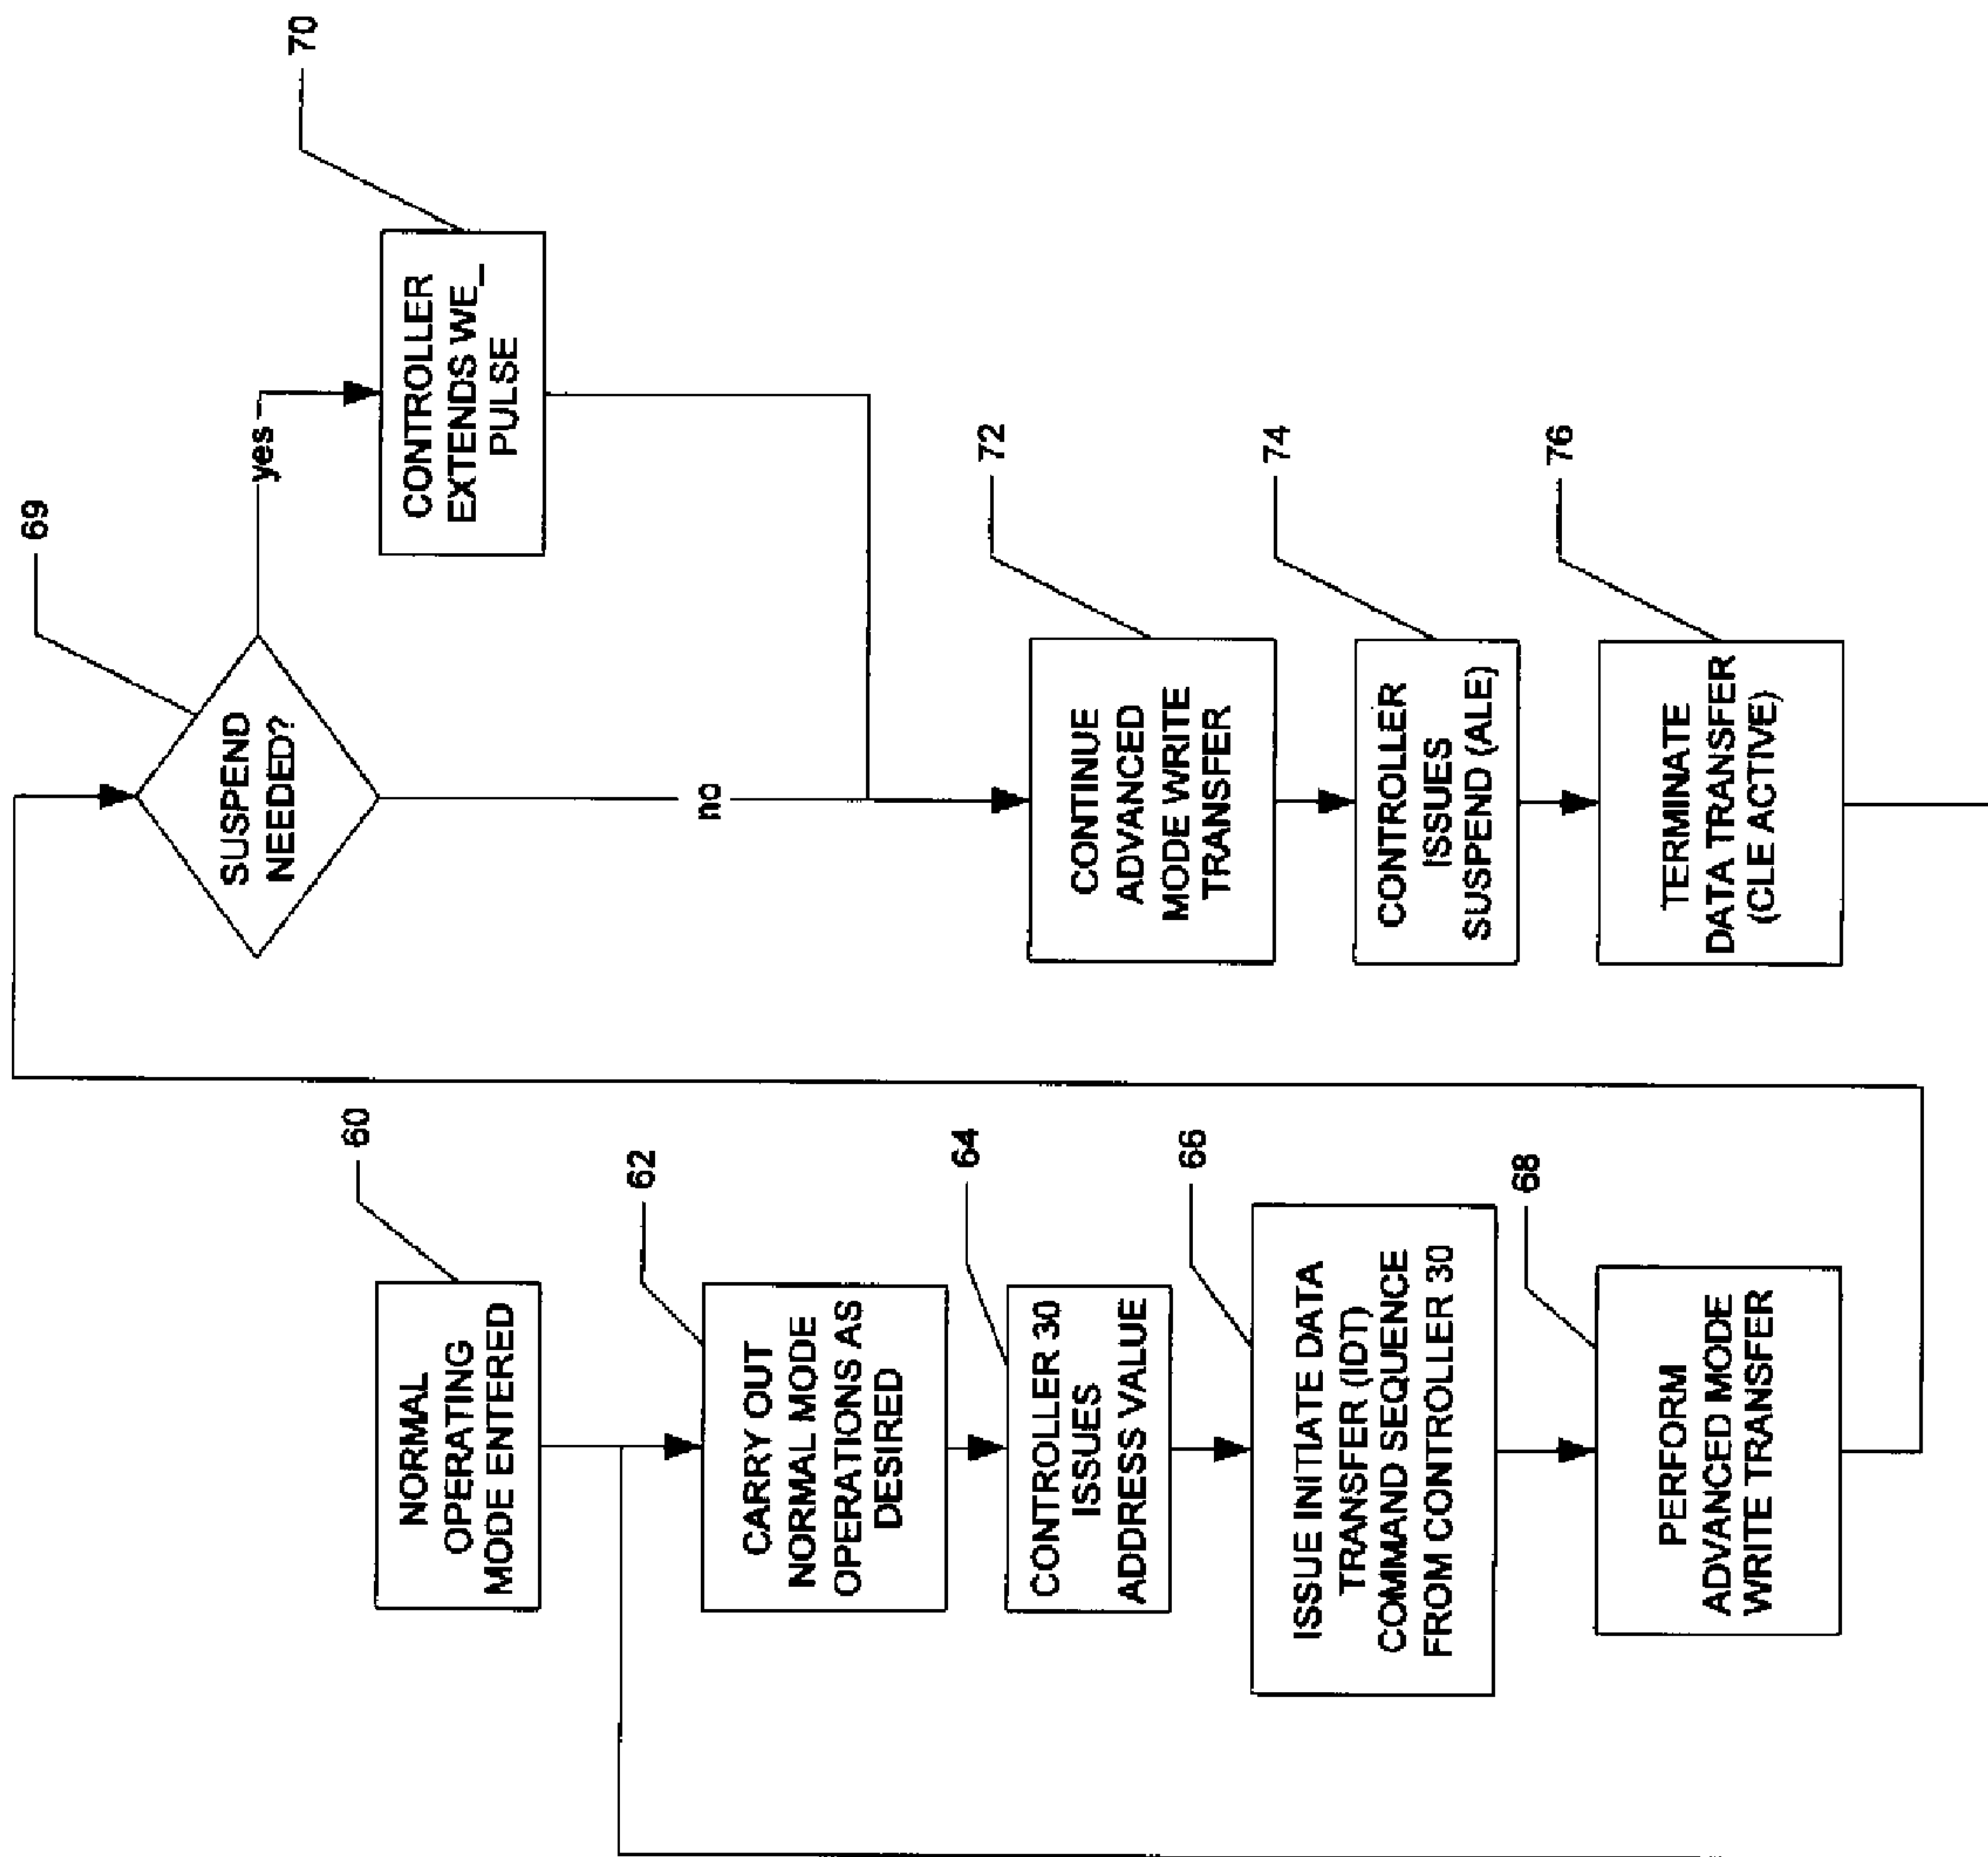 60
NORMAL
OPERATING
MODE ENTERED
62
CARRY OUT
NORMAL MODE
OPERATIONS AS
DESIRED
64
CONTROLLER 30
ISSUES
ADDRESS VALUE
66
ISSUE INITIATE DATA
TRANSFER (IDT)
COMMAND SEQUENCE
FROM CONTROLLER 30
68
PERFORM
ADVANCED MODE
WRITE TRANSFER
69
SUSPEND
NEEDED?
yes
70
CONTROLLER
EXTENDS WE_
PULSE
no
72
CONTINUE
ADVANCED
MODE WRITE
TRANSFER
74
CONTROLLER
ISSUES
SUSPEND (ALE)
76
TERMINATE
DATA TRANSFER
(CLE ACTIVE)